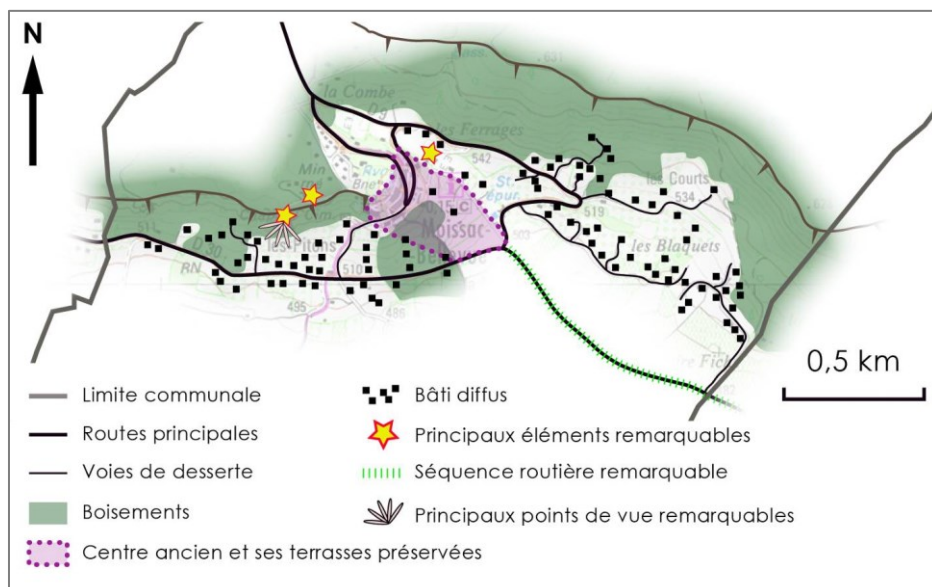 N
631
la Combe
les Ferrages
542
les Courts
534
519
les Blaquets
les Pitons
Moissac-
Bellevue
510
RN
495
486
0,5 km
Limite communale
Bâti diffus
Routes principales
Principaux éléments remarquables
Voies de desserte
Séquence routière remarquable
Boisements
Principaux points de vue remarquables
Centre ancien et ses terrasses préservées